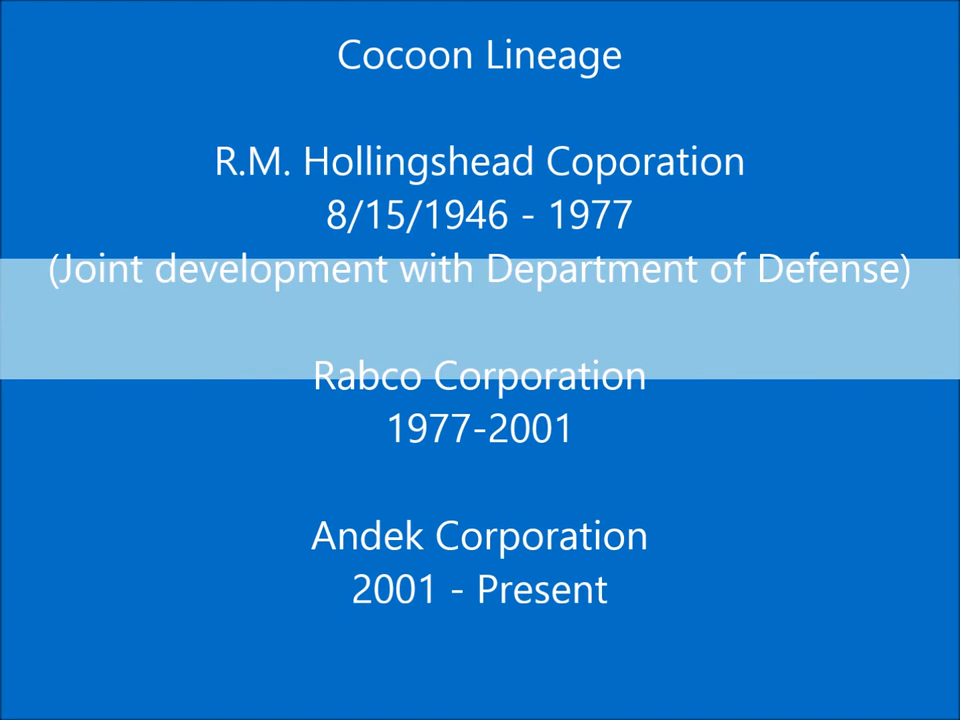 Cocoon Lineage
R.M. Hollingshead Coporation
8/15/1946 - 1977
(Joint development with Department of Defense)
Rabco Corporation
1977-2001
Andek Corporation
2001 - Present